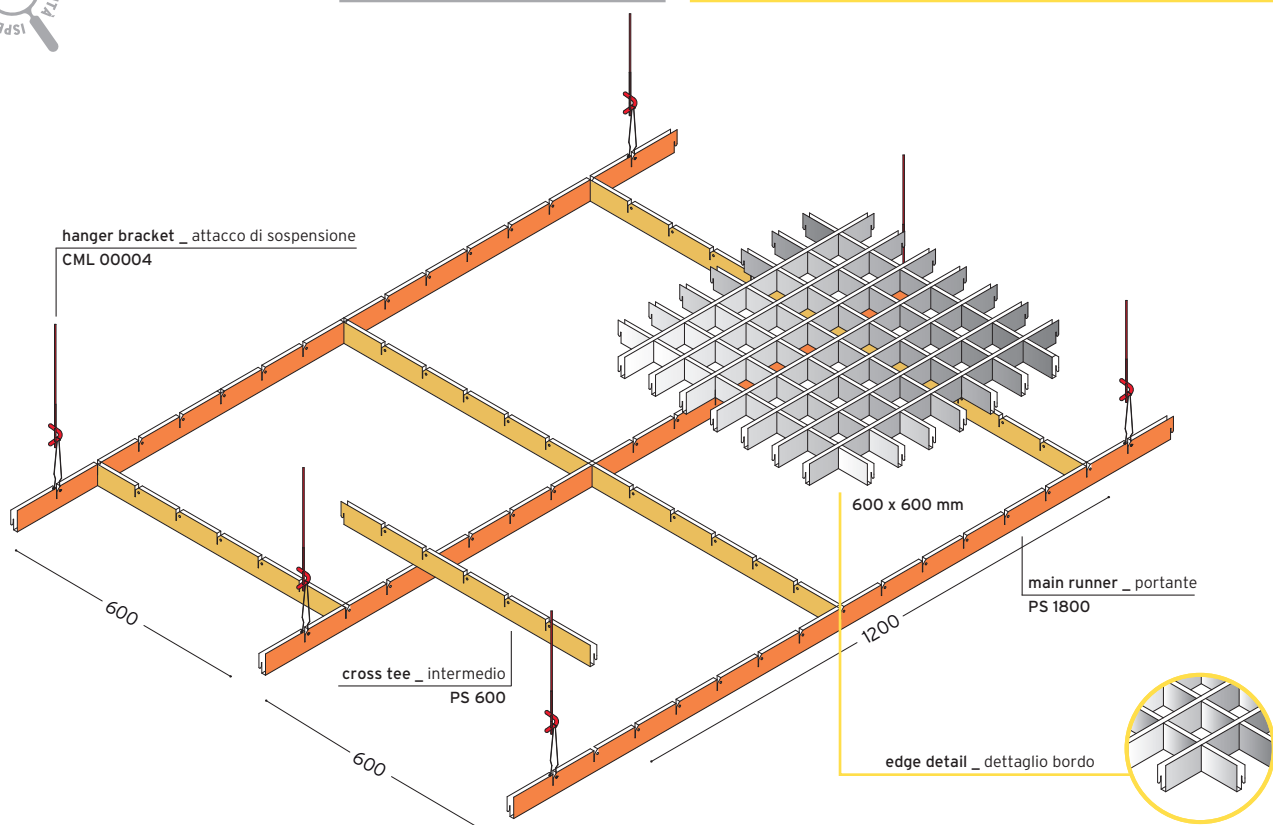 hanger bracket _ attacco di sospensione
CML 00004
600 x 600 mm
main runner _ portante
PS 1800
1200
600
cross tee _ intermedio
PS 600
600
edge detail _ dettaglio bordo